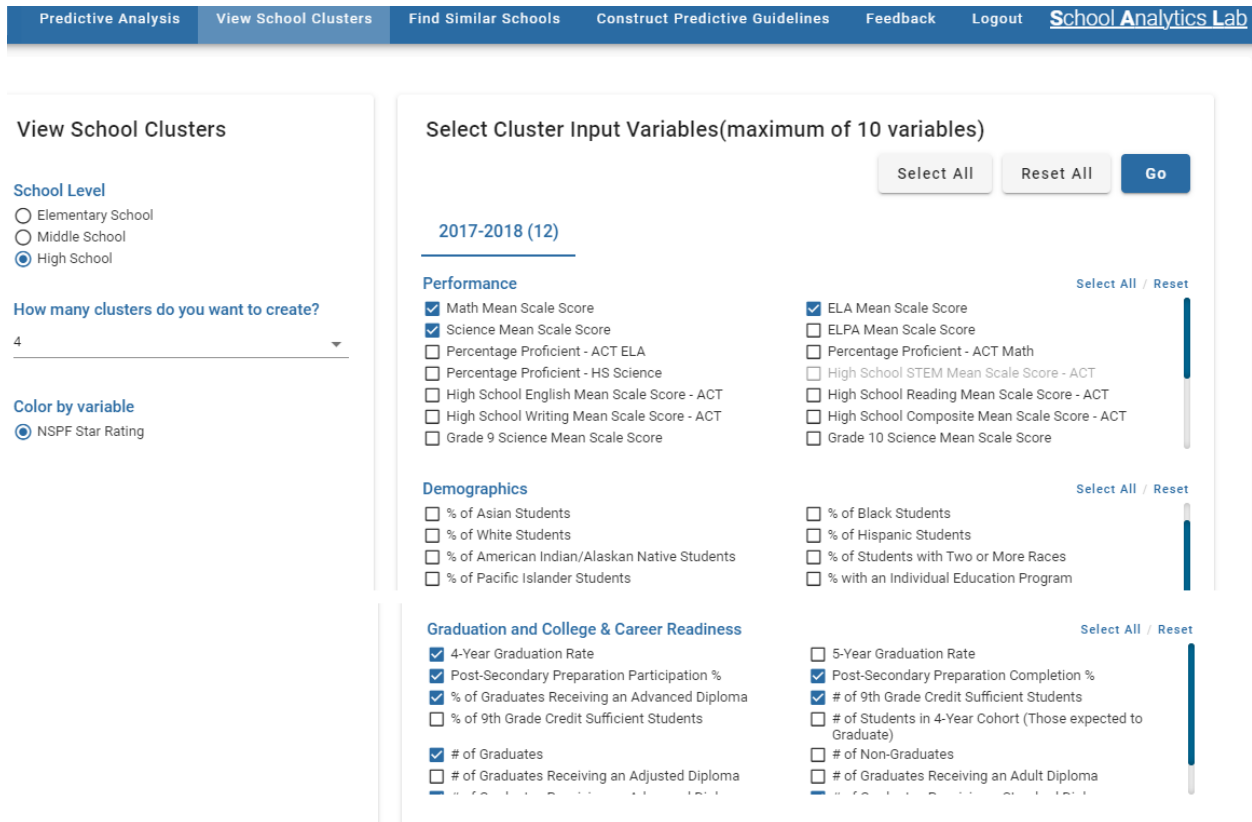 Predictive Analysis View School Clusters Find Similar Schools Construct Predictive Guidelines Feedback Logout School Analytics Lab
View School Clusters
School Level
Elementary School
Middle School
High School
How many clusters do you want to create?
4
Color by variable
NSPF Star Rating
Select Cluster Input Variables(maximum of 10 variables)
Select All Reset All Go
2017-2018 (12)
Performance Select All / Reset
Math Mean Scale Score ELA Mean Scale Score
Science Mean Scale Score ELPA Mean Scale Score
Percentage Proficient - ACT ELA Percentage Proficient - ACT Math
Percentage Proficient - HS Science High School STEM Mean Scale Score - ACT
High School English Mean Scale Score - ACT High School Reading Mean Scale Score - ACT
High School Writing Mean Scale Score - ACT High School Composite Mean Scale Score - ACT
Grade 9 Science Mean Scale Score Grade 10 Science Mean Scale Score
Demographics Select All / Reset
% of Asian Students % of Black Students
% of White Students % of Hispanic Students
% of American Indian/Alaskan Native Students % of Students with Two or More Races
% of Pacific Islander Students % with an Individual Education Program
Graduation and College & Career Readiness Select All / Reset
4-Year Graduation Rate 5-Year Graduation Rate
Post-Secondary Preparation Participation % Post-Secondary Preparation Completion %
% of Graduates Receiving an Advanced Diploma # of 9th Grade Credit Sufficient Students
% of 9th Grade Credit Sufficient Students # of Students in 4-Year Cohort (Those expected to
Graduate)
# of Graduates # of Non-Graduates
# of Graduates Receiving an Adjusted Diploma # of Graduates Receiving an Adult Diploma